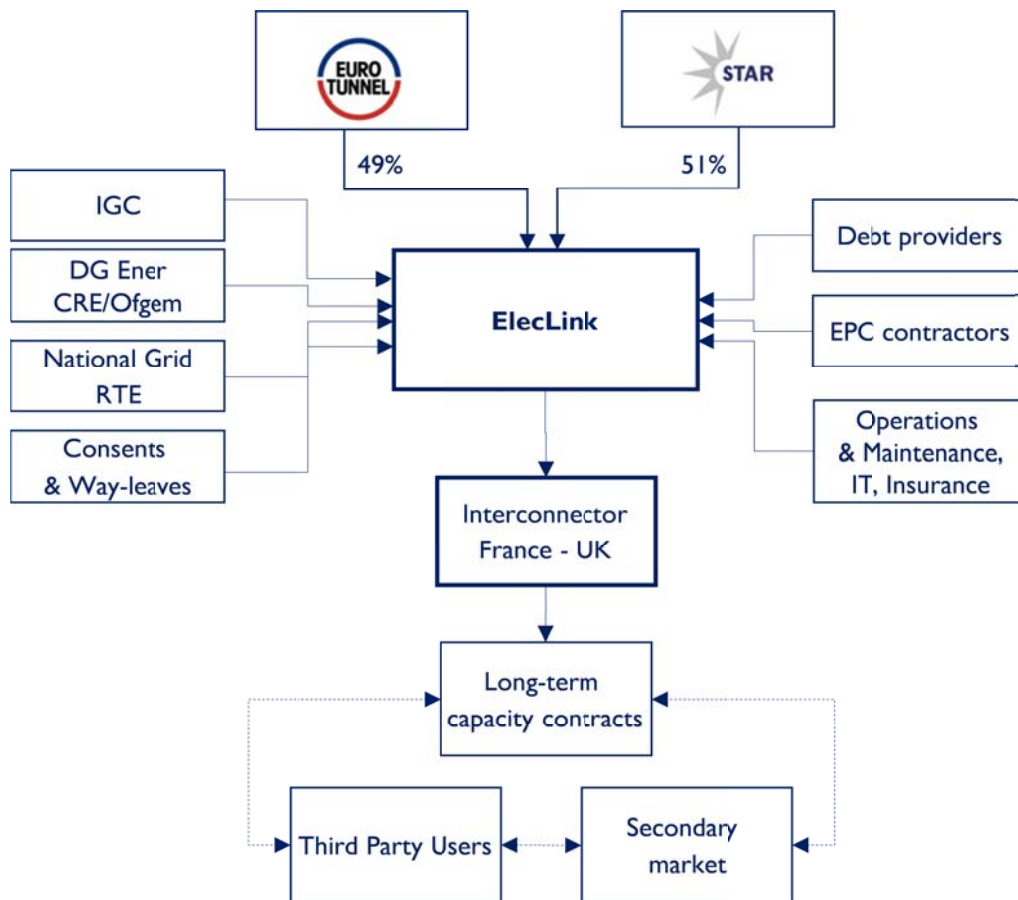 EURO
TUNNEL
STAR
49%
51%
IGC
DG Ener
CRE/Ofgem
National Grid
RTE
Consents
& Way-leaves
ElecLink
Debt providers
EPC contractors
Operations
& Maintenance,
IT, Insurance
Interconnector
France - UK
Long-term
capacity contracts
Third Party Users
Secondary
market